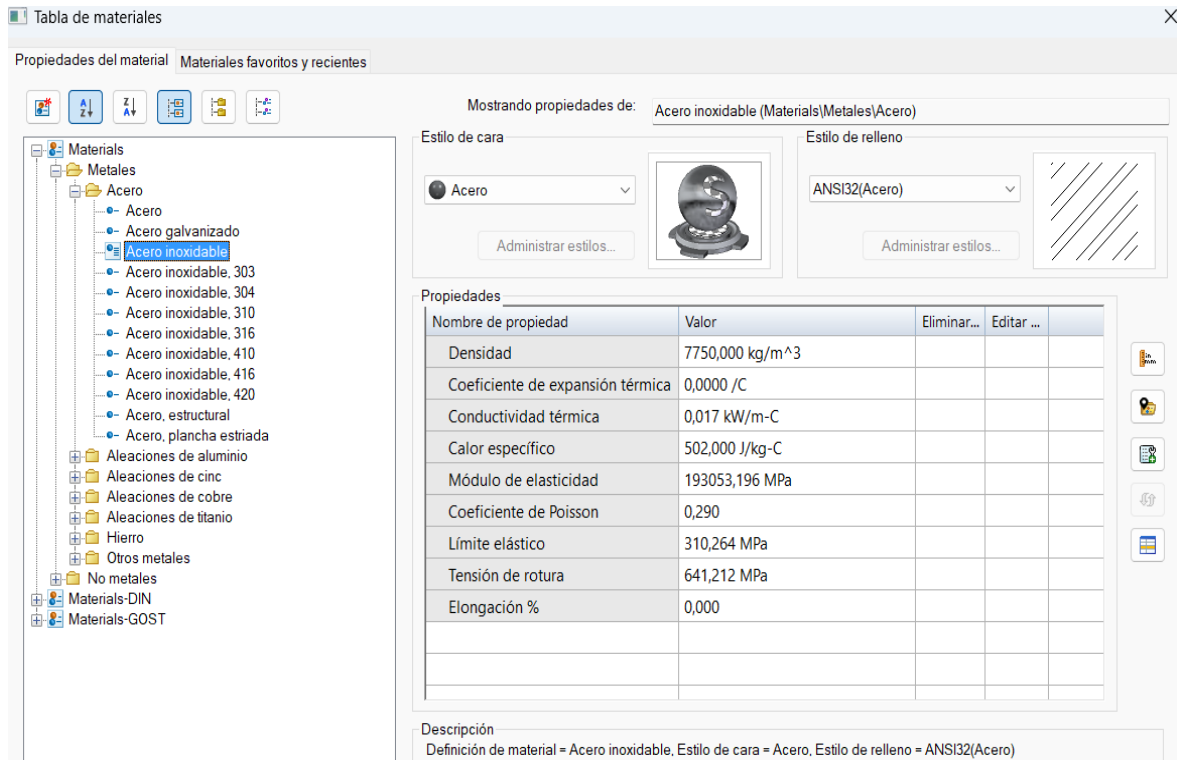 Tabla de materiales
Propiedades del material Materiales favoritos y recientes
Mostrando propiedades de: Acero inoxidable (Materials\Metales\Acero)
Materials
Metales
Acero
Acero
Acero galvanizado
Acero inoxidable
Acero inoxidable, 303
Acero inoxidable, 304
Acero inoxidable, 310
Acero inoxidable, 316
Acero inoxidable, 410
Acero inoxidable, 416
Acero inoxidable, 420
Acero, estructural
Acero, plancha estriada
Aleaciones de aluminio
Aleaciones de cinc
Aleaciones de cobre
Aleaciones de titanio
Hierro
Otros metales
No metales
Materials-DIN
Materials-GOST
Estilo de cara
Acero
Administrar estilos...
Estilo de relleno
ANSI32(Acero)
Administrar estilos...
Propiedades
Nombre de propiedad Valor Eliminar... Editar ...
Densidad 7750,000 kg/m^3
Coeficiente de expansión térmica 0,0000 /C
Conductividad térmica 0,017 kW/m-C
Calor específico 502,000 J/kg-C
Módulo de elasticidad 193053,196 MPa
Coeficiente de Poisson 0,290
Límite elástico 310,264 MPa
Tensión de rotura 641,212 MPa
Elongación % 0,000
Descripción
Definición de material = Acero inoxidable, Estilo de cara = Acero, Estilo de relleno = ANSI32(Acero)